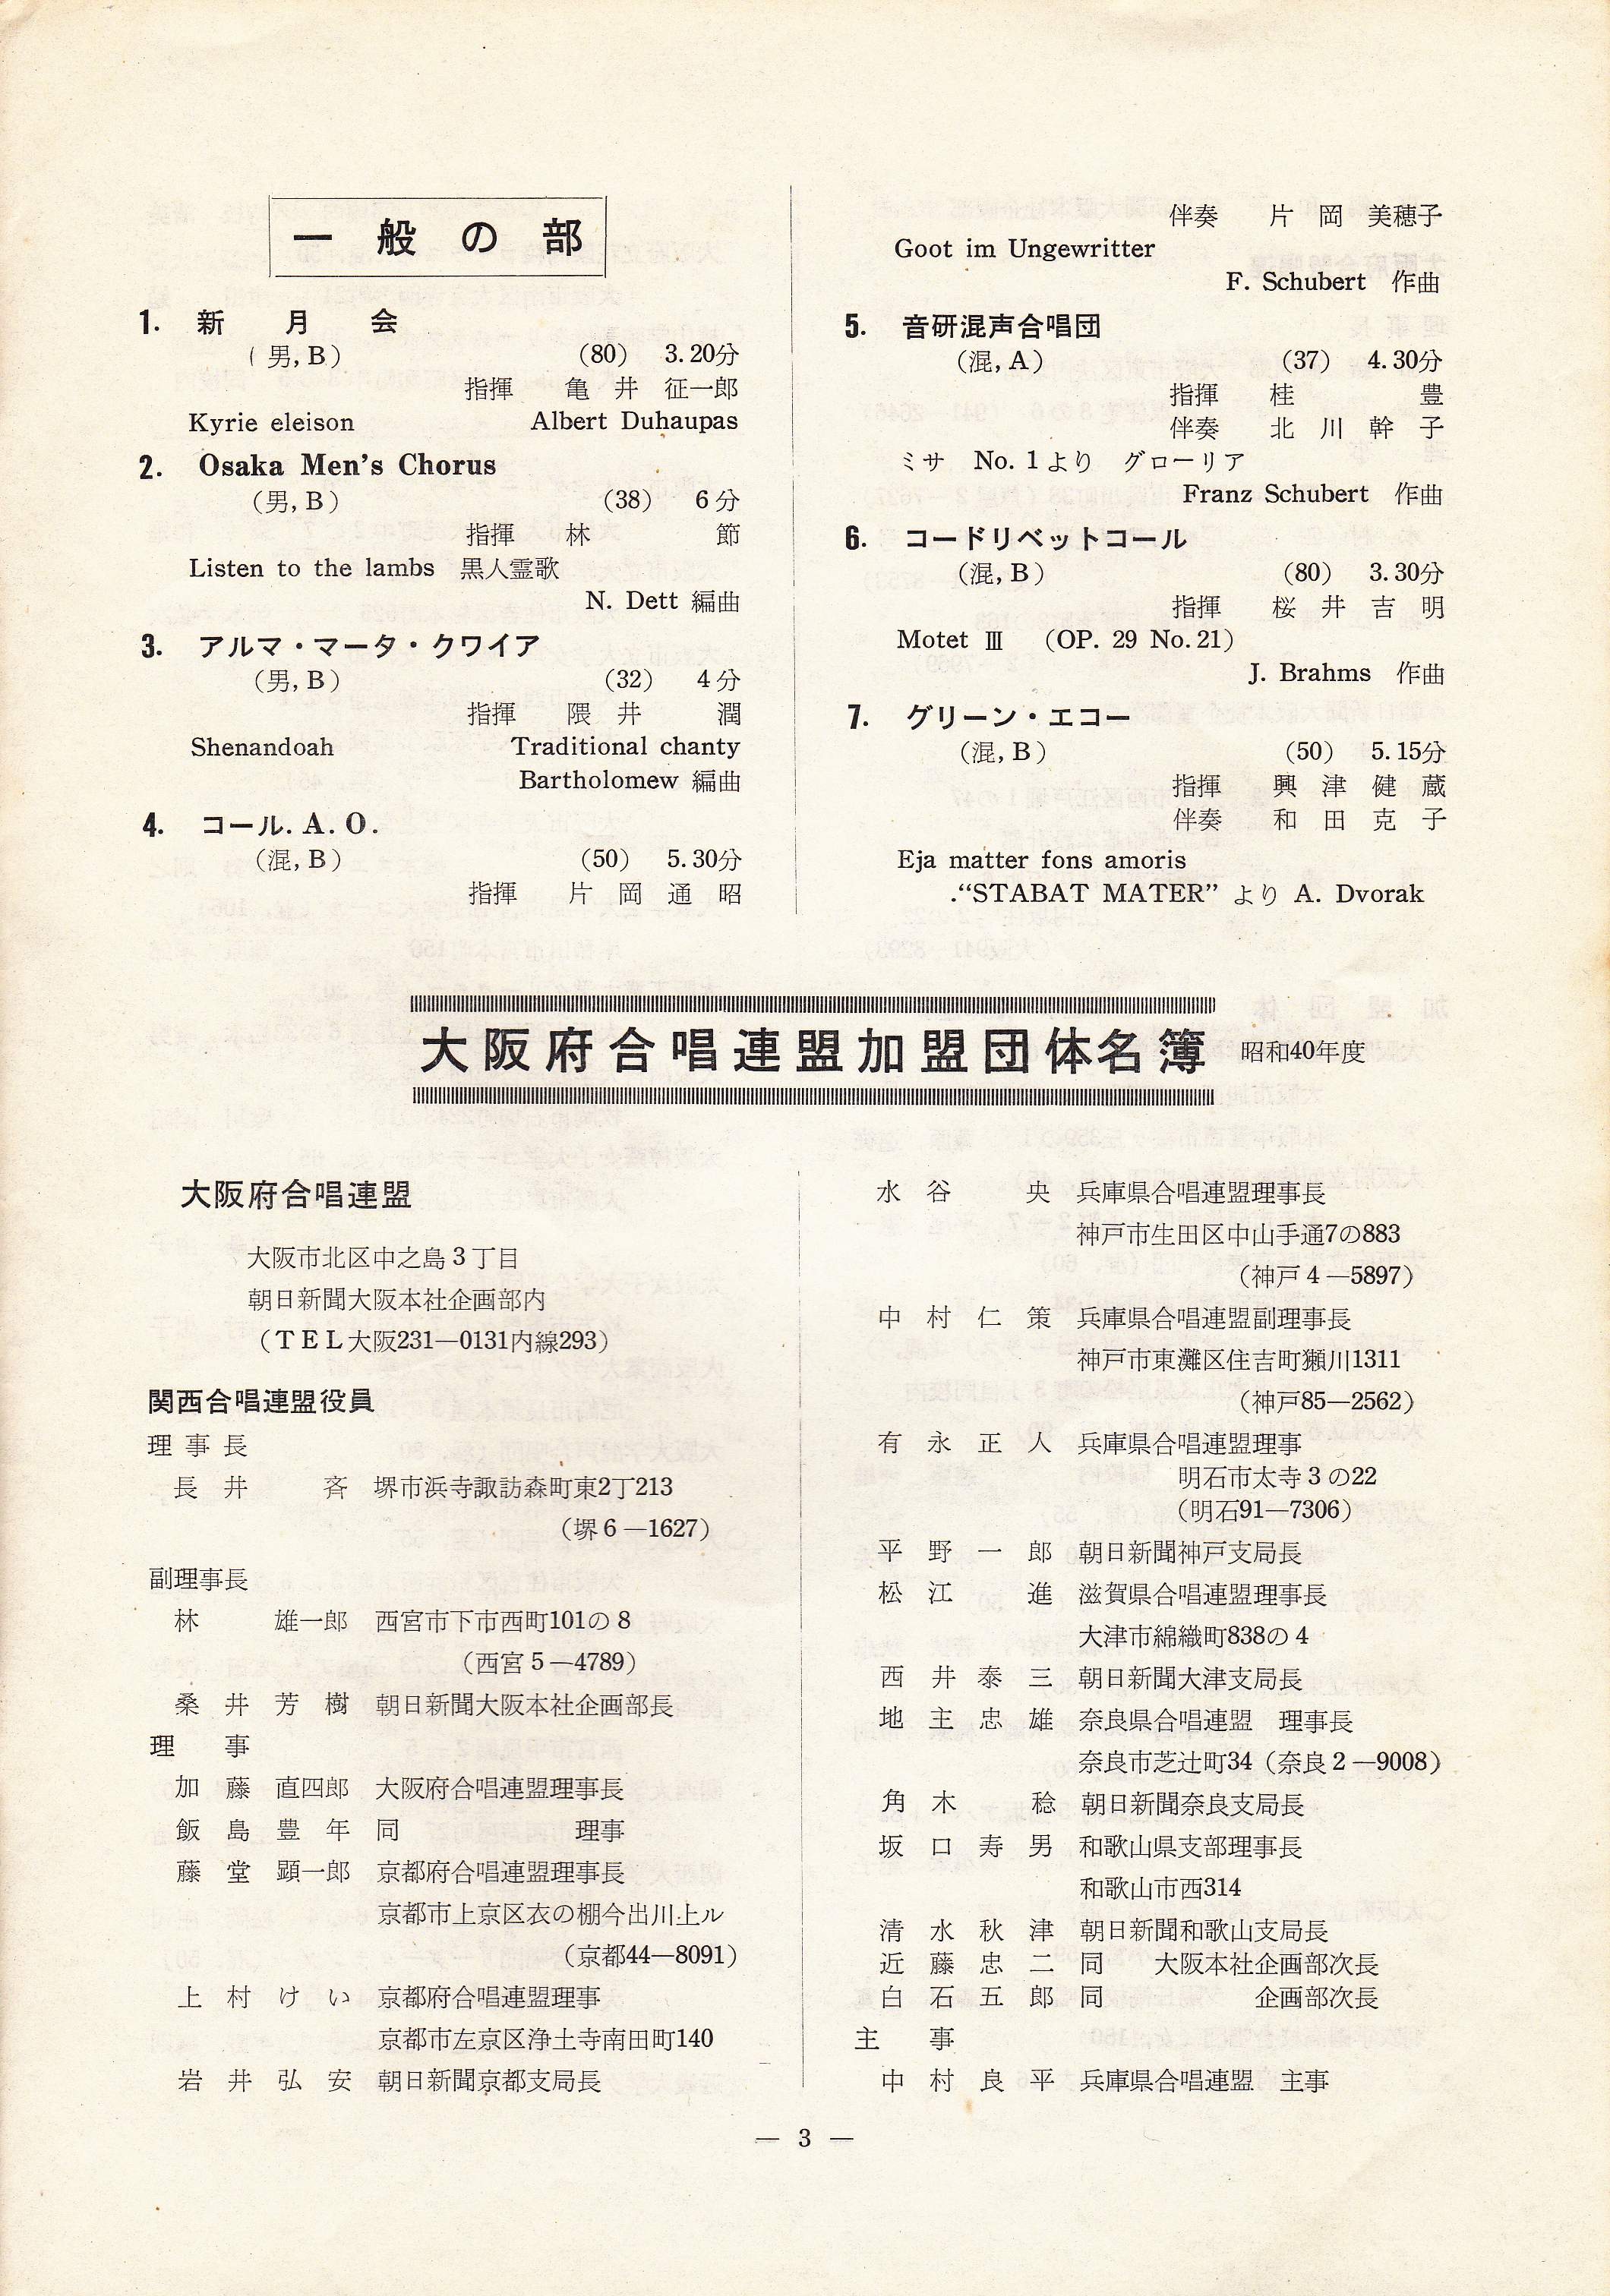 一般の部
1. 新月会
(男, B) (80) 3.20分
指揮 亀井征一郎
Kyrie eleison Albert Duhaupas
2. Osaka Men's Chorus
(男, B) (38) 6分
指揮 林 節
Listen to the lambs 黒人霊歌
N. Dett 編曲
3. アルマ・マータ・クワイア
(男, B) (32) 4分
指揮 隈井 潤
Shenandoah Traditional chanty
Bartholomew 編曲
4. コール. A. O.
(混, B) (50) 5.30分
指揮 片岡通昭
伴奏 片岡美穂子
Goot im Ungewritter
F. Schubert 作曲
5. 音研混声合唱団
(混, A) (37) 4.30分
指揮 桂 豊
伴奏 北川幹子
ミサ No. 1より グローリア
Franz Schubert 作曲
6. コードリベットコール
(混, B) (80) 3.30分
指揮 桜井吉明
Motet Ⅲ (OP. 29 No. 21)
J. Brahms 作曲
7. グリーン・エコー
(混, B) (50) 5.15分
指揮 興津健蔵
伴奏 和田克子
Eja matter fons amoris
."STABAT MATER" より A. Dvorak
大阪府合唱連盟加盟団体名簿 昭和40年度
大阪府合唱連盟
大阪市北区中之島3丁目
朝日新聞大阪本社企画部内
(TEL大阪231―0131内線293)
関西合唱連盟役員
理事長
長井 斉 堺市浜寺諏訪森町東2丁213
(堺6―1627)
副理事長
林 雄一郎 西宮市下市西町101の8
(西宮5―4789)
桑井芳樹 朝日新聞大阪本社企画部長
理事
加藤直四郎 大阪府合唱連盟理事長
飯島豊年 同 理事
藤堂顕一郎 京都府合唱連盟理事長
京都市上京区衣の棚今出川上ル
(京都44―8091)
上村けい 京都府合唱連盟理事
京都市左京区浄土寺南田町140
岩井弘安 朝日新聞京都支局長
水谷 央 兵庫県合唱連盟理事長
神戸市生田区中山手通7の883
(神戸4―5897)
中村仁策 兵庫県合唱連盟副理事長
神戸市東灘区住吉町獺川1311
(神戸85―2562)
有永正人 兵庫県合唱連盟理事
明石市太寺3の22
(明石91―7306)
平野一郎 朝日新聞神戸支局長
松江 進 滋賀県合唱連盟理事長
大津市綿織町838の4
西井泰三 朝日新聞大津支局長
地主忠雄 奈良県合唱連盟 理事長
奈良市芝辻町34 (奈良2―9008)
角木 稔 朝日新聞奈良支局長
坂口寿男 和歌山県支部理事長
和歌山市西314
清水秋津 朝日新聞和歌山支局長
近藤忠二 同 大阪本社企画部次長
白石五郎 同 企画部次長
主事
中村良平 兵庫県合唱連盟 主事
― 3 ―